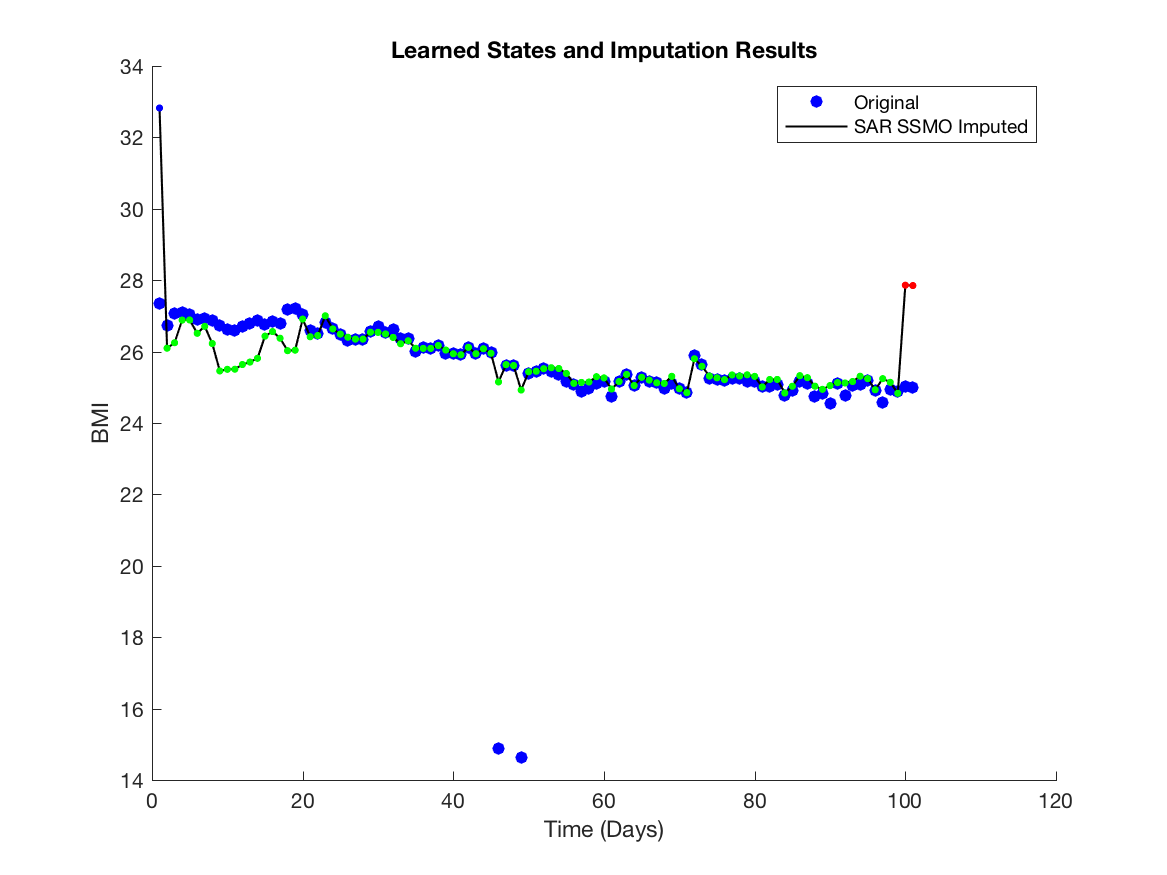 Learned States and Imputation Results
Original
SAR SSMO Imputed
BMI
34
32
30
28
26
24
22
20
18
16
14
0 20 40 60 80 100 120
Time (Days)